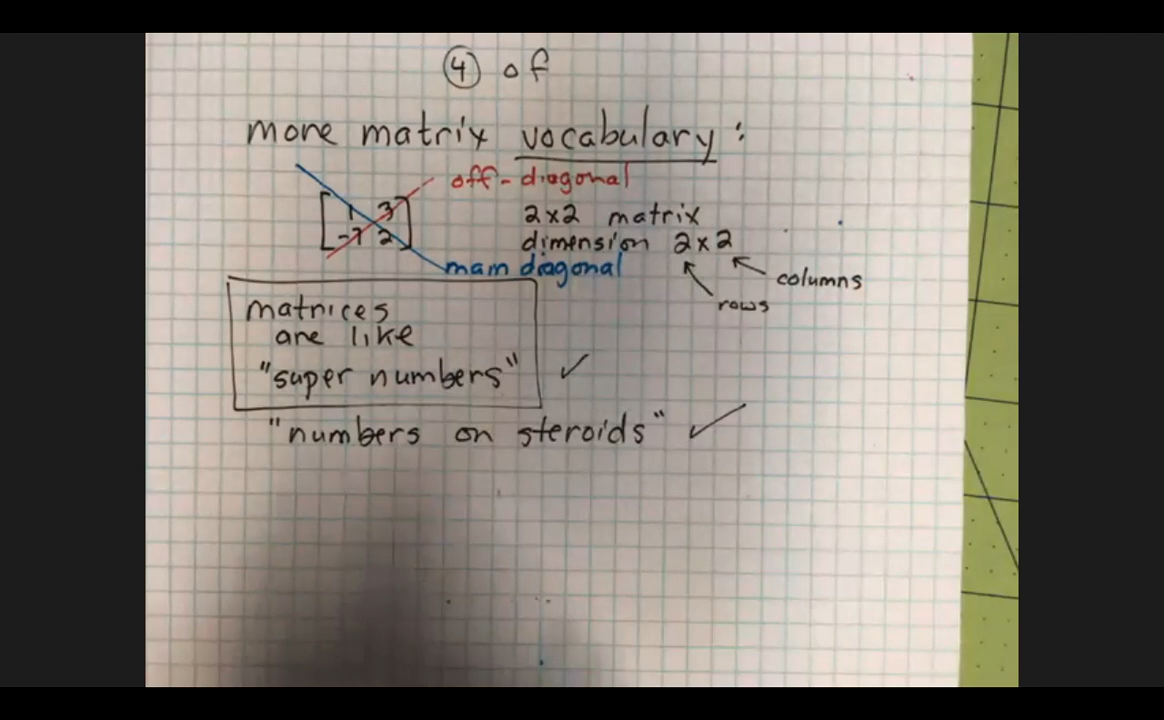 ④ of
more matrix vocabulary:
off-diagonal
[1 3
-7 2]
2x2 matrix
dimension 2x2
main diagonal
columns
rows
matrices
are like
"super numbers" ✓
"numbers on steroids" ✓